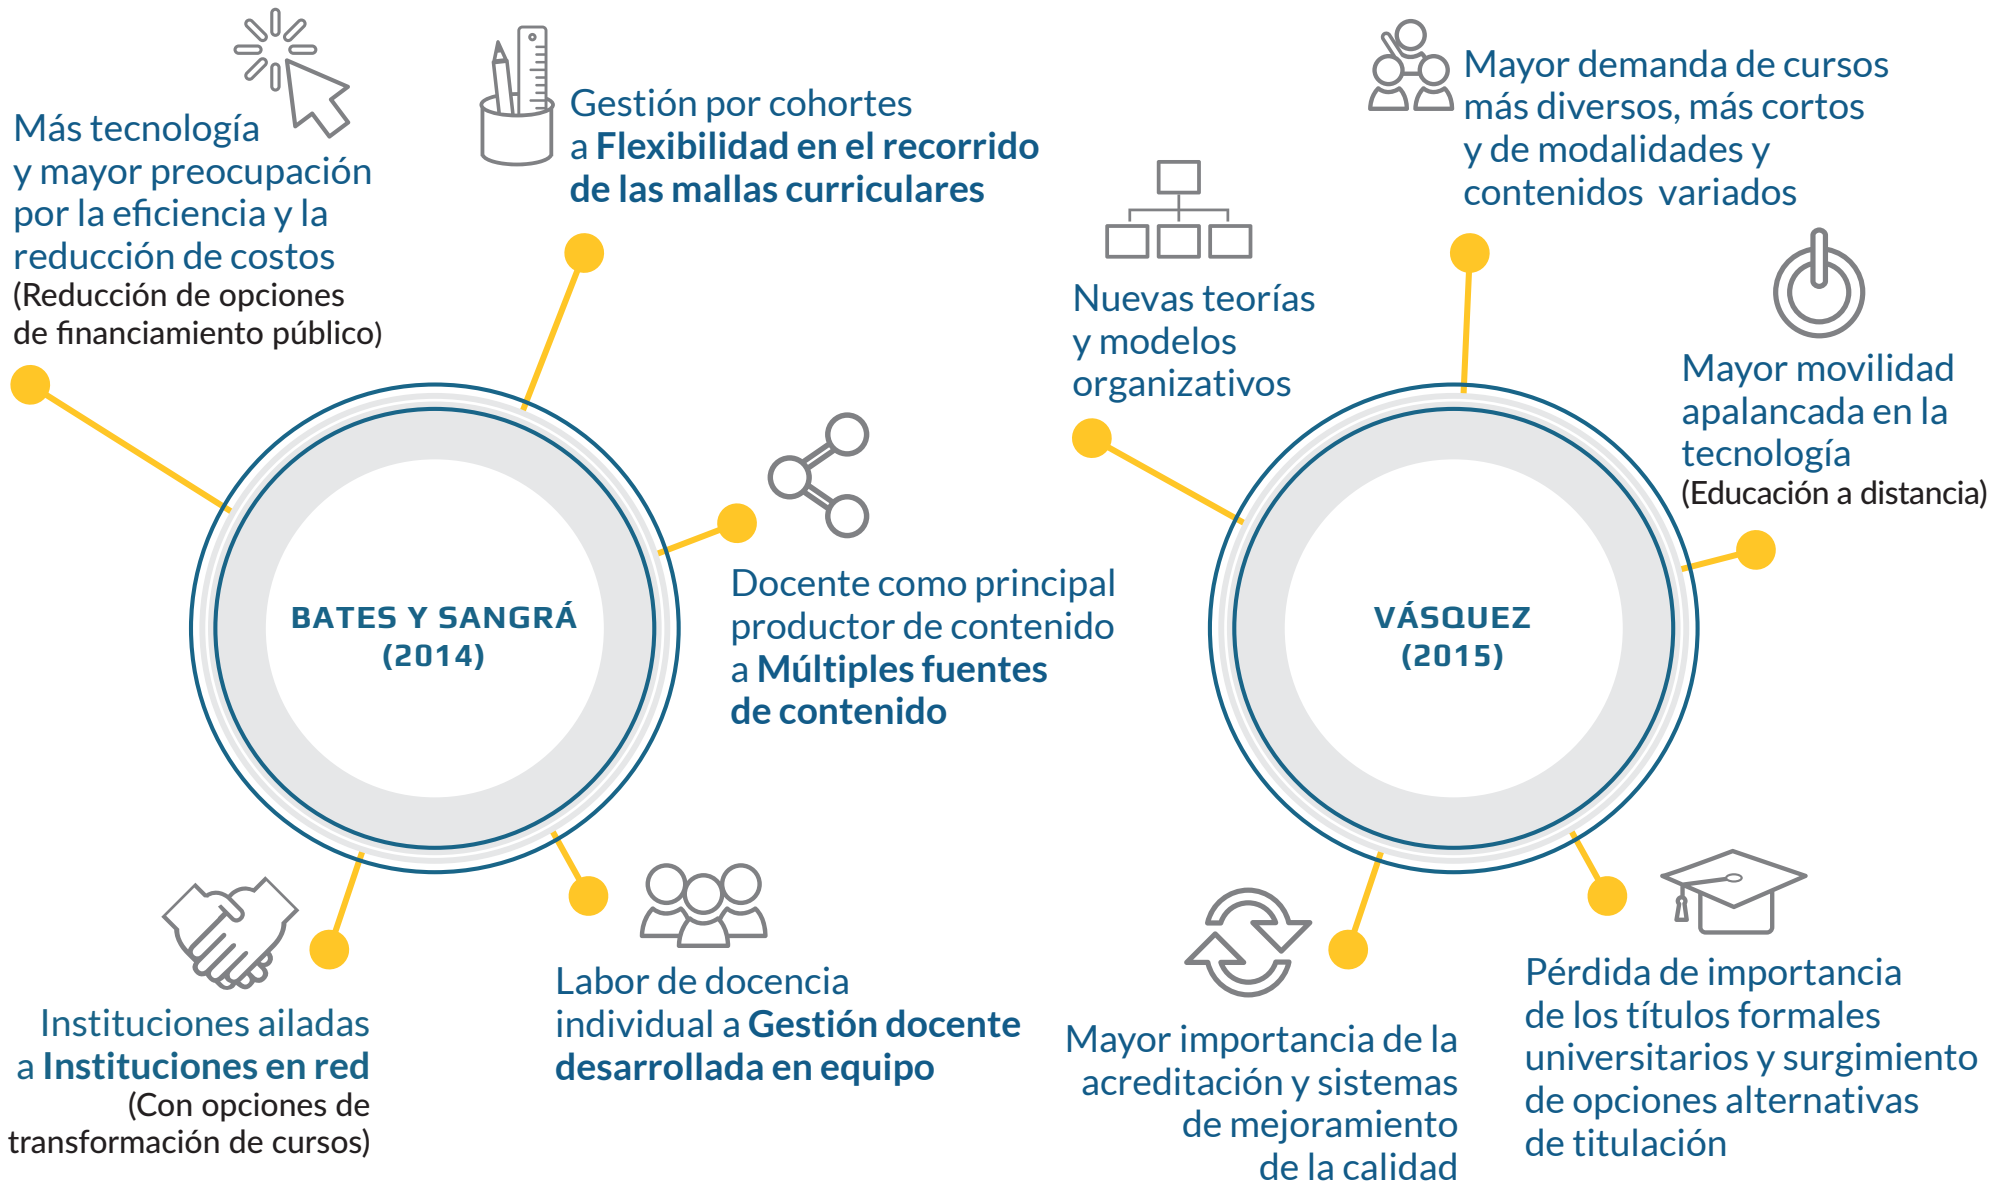 Más tecnología
y mayor preocupación
por la eficiencia y la
reducción de costos
(Reducción de opciones
de financiamiento público)
Gestión por cohortes
a Flexibilidad en el recorrido
de las mallas curriculares
Docente como principal
productor de contenido
a Múltiples fuentes
de contenido
BATES Y SANGRÁ
(2014)
Instituciones ailadas
a Instituciones en red
(Con opciones de
transformación de cursos)
Labor de docencia
individual a Gestión docente
desarrollada en equipo
Nuevas teorías
y modelos
organizativos
Mayor demanda de cursos
más diversos, más cortos
y de modalidades y
contenidos variados
Mayor movilidad
apalancada en la
tecnología
(Educación a distancia)
VÁSQUEZ
(2015)
Mayor importancia de la
acreditación y sistemas
de mejoramiento
de la calidad
Pérdida de importancia
de los títulos formales
universitarios y surgimiento
de opciones alternativas
de titulación